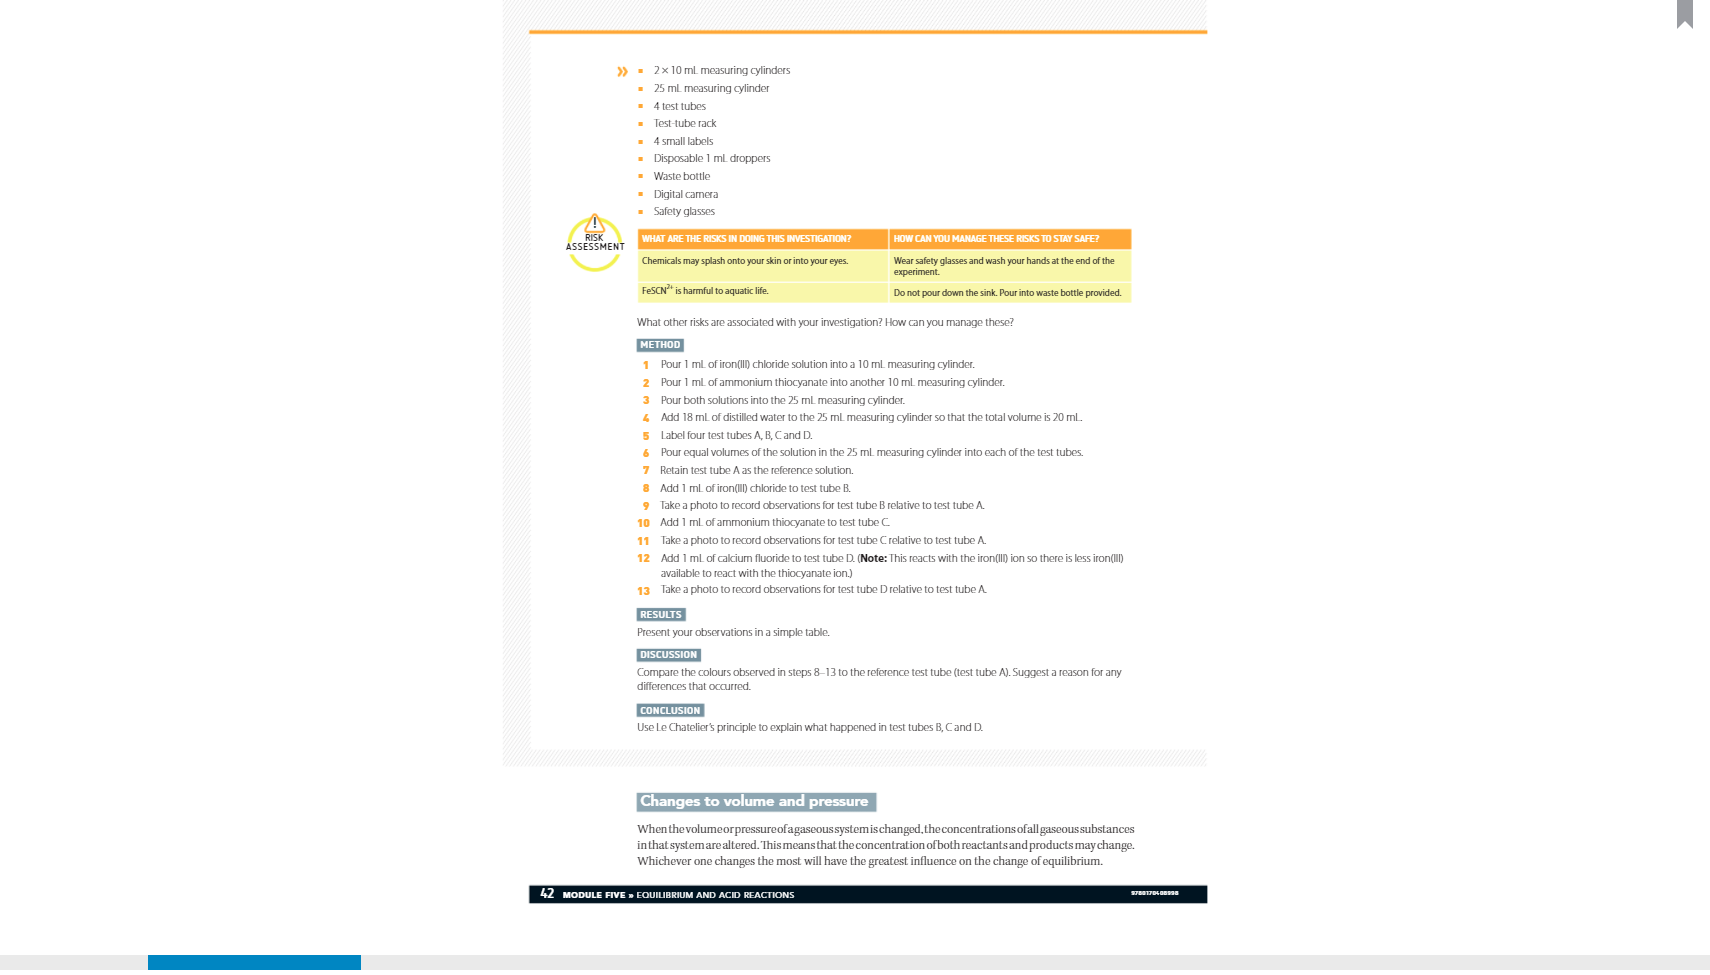 » ▪ 2 × 10 mL measuring cylinders
▪ 25 mL measuring cylinder
▪ 4 test tubes
▪ Test-tube rack
▪ 4 small labels
▪ Disposable 1 mL droppers
▪ Waste bottle
▪ Digital camera
▪ Safety glasses
!
RISK
ASSESSMENT
WHAT ARE THE RISKS IN DOING THIS INVESTIGATION?
HOW CAN YOU MANAGE THESE RISKS TO STAY SAFE?
Chemicals may splash onto your skin or into your eyes.
Wear safety glasses and wash your hands at the end of the
experiment.
FeSCN²⁺ is harmful to aquatic life.
Do not pour down the sink. Pour into waste bottle provided.
What other risks are associated with your investigation? How can you manage these?
METHOD
1 Pour 1 mL of iron(III) chloride solution into a 10 mL measuring cylinder.
2 Pour 1 mL of ammonium thiocyanate into another 10 mL measuring cylinder.
3 Pour both solutions into the 25 mL measuring cylinder.
4 Add 18 mL of distilled water to the 25 mL measuring cylinder so that the total volume is 20 mL.
5 Label four test tubes A, B, C and D.
6 Pour equal volumes of the solution in the 25 mL measuring cylinder into each of the test tubes.
7 Retain test tube A as the reference solution.
8 Add 1 mL of iron(III) chloride to test tube B.
9 Take a photo to record observations for test tube B relative to test tube A.
10 Add 1 mL of ammonium thiocyanate to test tube C.
11 Take a photo to record observations for test tube C relative to test tube A.
12 Add 1 mL of calcium fluoride to test tube D. (Note: This reacts with the iron(III) ion so there is less iron(III)
available to react with the thiocyanate ion.)
13 Take a photo to record observations for test tube D relative to test tube A.
RESULTS
Present your observations in a simple table.
DISCUSSION
Compare the colours observed in steps 8–13 to the reference test tube (test tube A). Suggest a reason for any
differences that occurred.
CONCLUSION
Use Le Chatelier's principle to explain what happened in test tubes B, C and D.
Changes to volume and pressure
When the volume or pressure of a gaseous system is changed, the concentrations of all gaseous substances
in that system are altered. This means that the concentration of both reactants and products may change.
Whichever one changes the most will have the greatest influence on the change of equilibrium.
42 MODULE FIVE » EQUILIBRIUM AND ACID REACTIONS
9780170408998